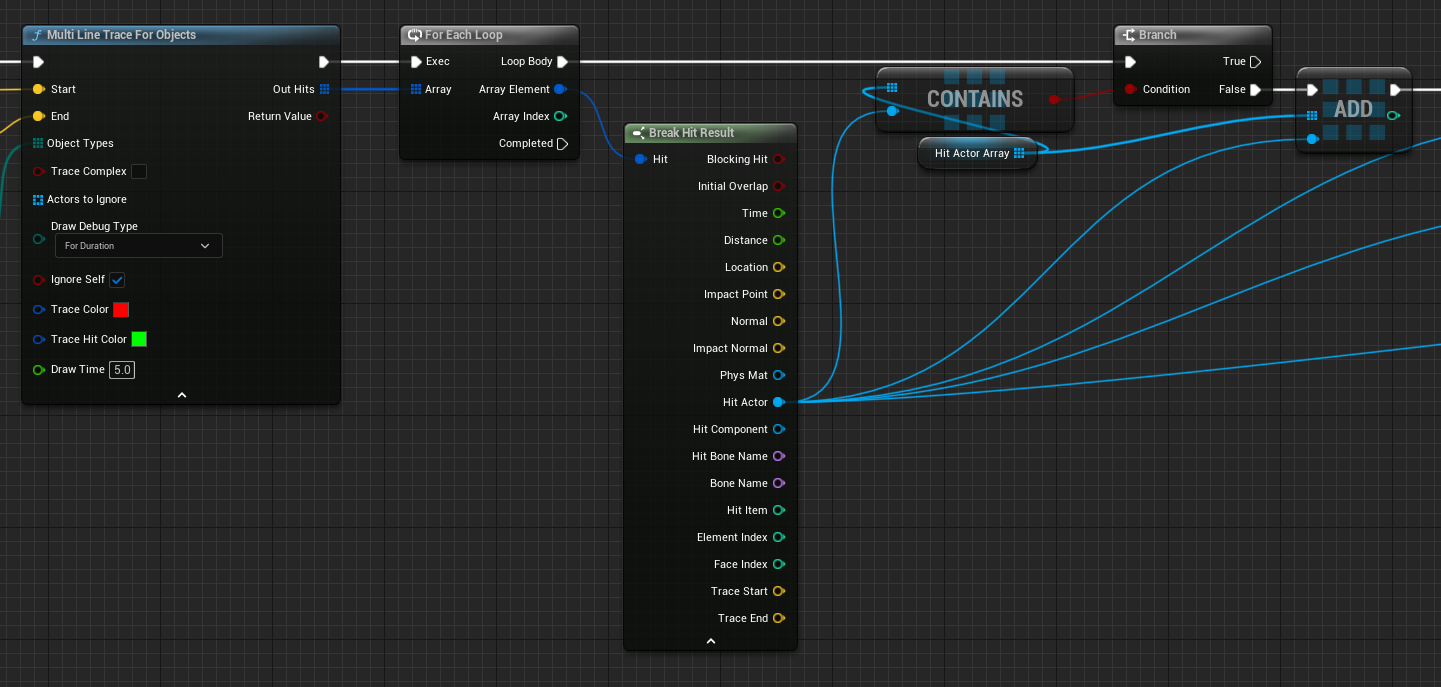 f Multi Line Trace For Objects
Start
Out Hits
End
Return Value
Object Types
Trace Complex
Actors to Ignore
Draw Debug Type
For Duration
Ignore Self
Trace Color
Trace Hit Color
Draw Time 5.0
For Each Loop
Exec
Loop Body
Array
Array Element
Array Index
Completed
Break Hit Result
Hit
Blocking Hit
Initial Overlap
Time
Distance
Location
Impact Point
Normal
Impact Normal
Phys Mat
Hit Actor
Hit Component
Hit Bone Name
Bone Name
Hit Item
Element Index
Face Index
Trace Start
Trace End
CONTAINS
Hit Actor Array
Branch
True
Condition
False
ADD